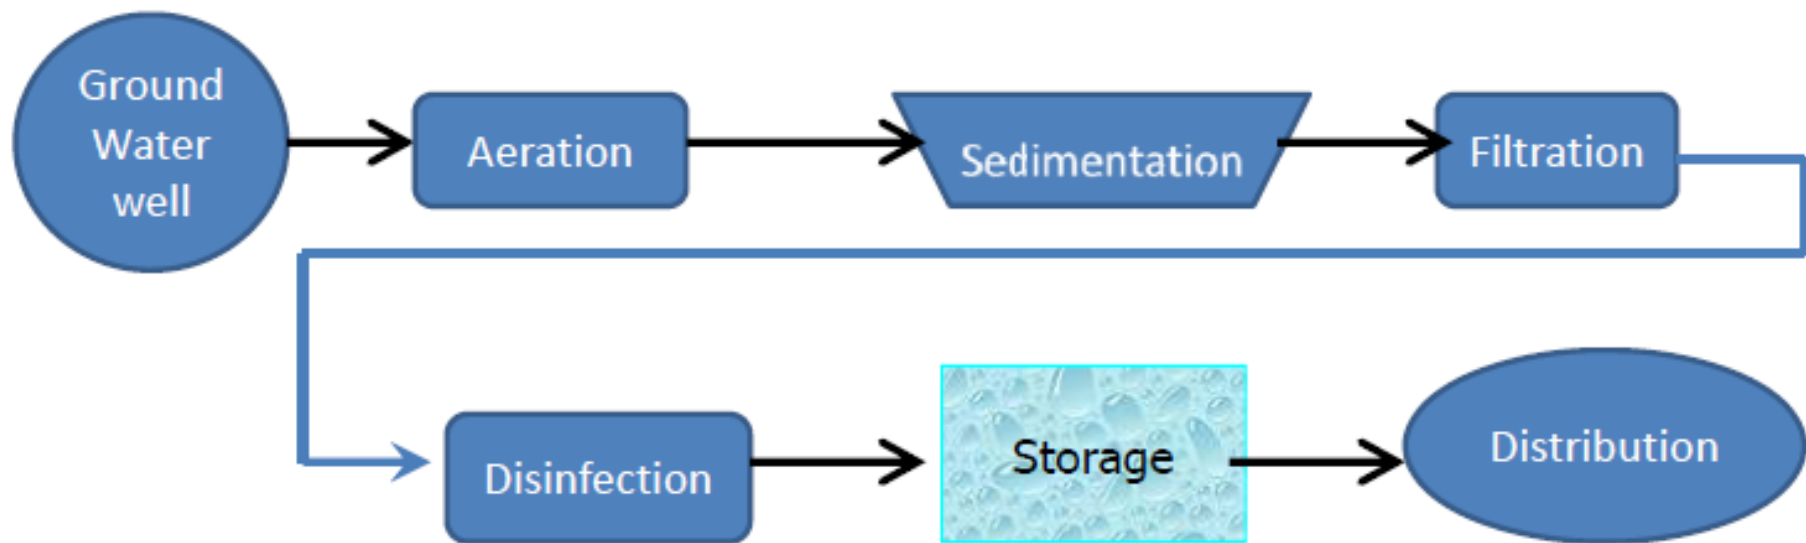 Ground
Water
well
Aeration
Sedimentation
Filtration
Disinfection
Storage
Distribution